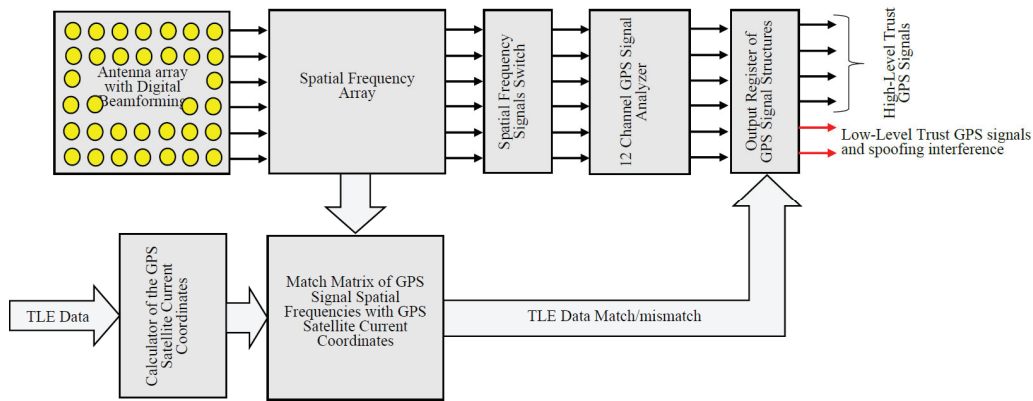 Antenna array
with Digital
Beamforming
Spatial Frequency
Array
Spatial Frequency
Signals Switch
12 Channel GPS Signal
Analyzer
Output Register of
GPS Signal Structures
High-Level Trust
GPS Signals
Low-Level Trust GPS signals
and spoofing interference
TLE Data
Calculator of the GPS
Satellite Current
Coordinates
Match Matrix of GPS
Signal Spatial
Frequencies with GPS
Satellite Current
Coordinates
TLE Data Match/mismatch